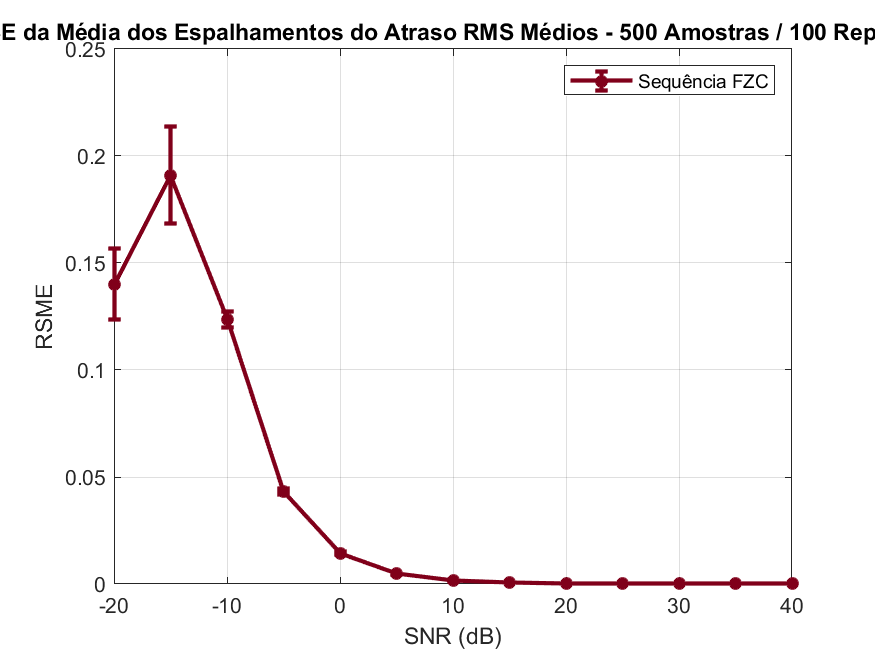 E da Média dos Espalhamentos do Atraso RMS Médios - 500 Amostras / 100 Rep
Sequência FZC
0.25
0.2
0.15
0.1
0.05
0
RSME
-20 -10 0 10 20 30 40
SNR (dB)